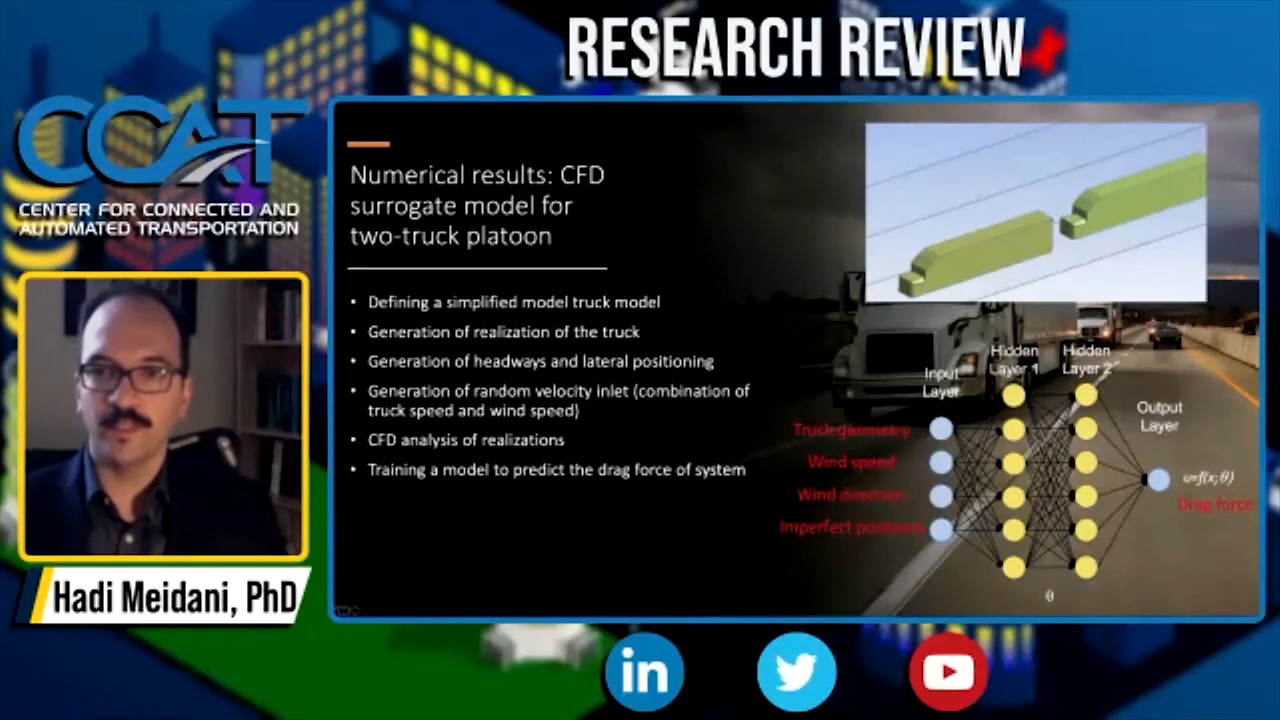 RESEARCH REVIEW
CCAT
CENTER FOR CONNECTED AND
AUTOMATED TRANSPORTATION
Hadi Meidani, PhD
Numerical results: CFD
surrogate model for
two-truck platoon
• Defining a simplified model truck model
• Generation of realization of the truck
• Generation of headways and lateral positioning
• Generation of random velocity inlet (combination of
truck speed and wind speed)
• CFD analysis of realizations
• Training a model to predict the drag force of system
Input
Layer
Hidden
Layer 1
Hidden
Layer 2
Output
Layer
Truck geometry
Wind speed
Wind direction
Imperfect positions
u=f(x;θ)
Drag force
θ
in